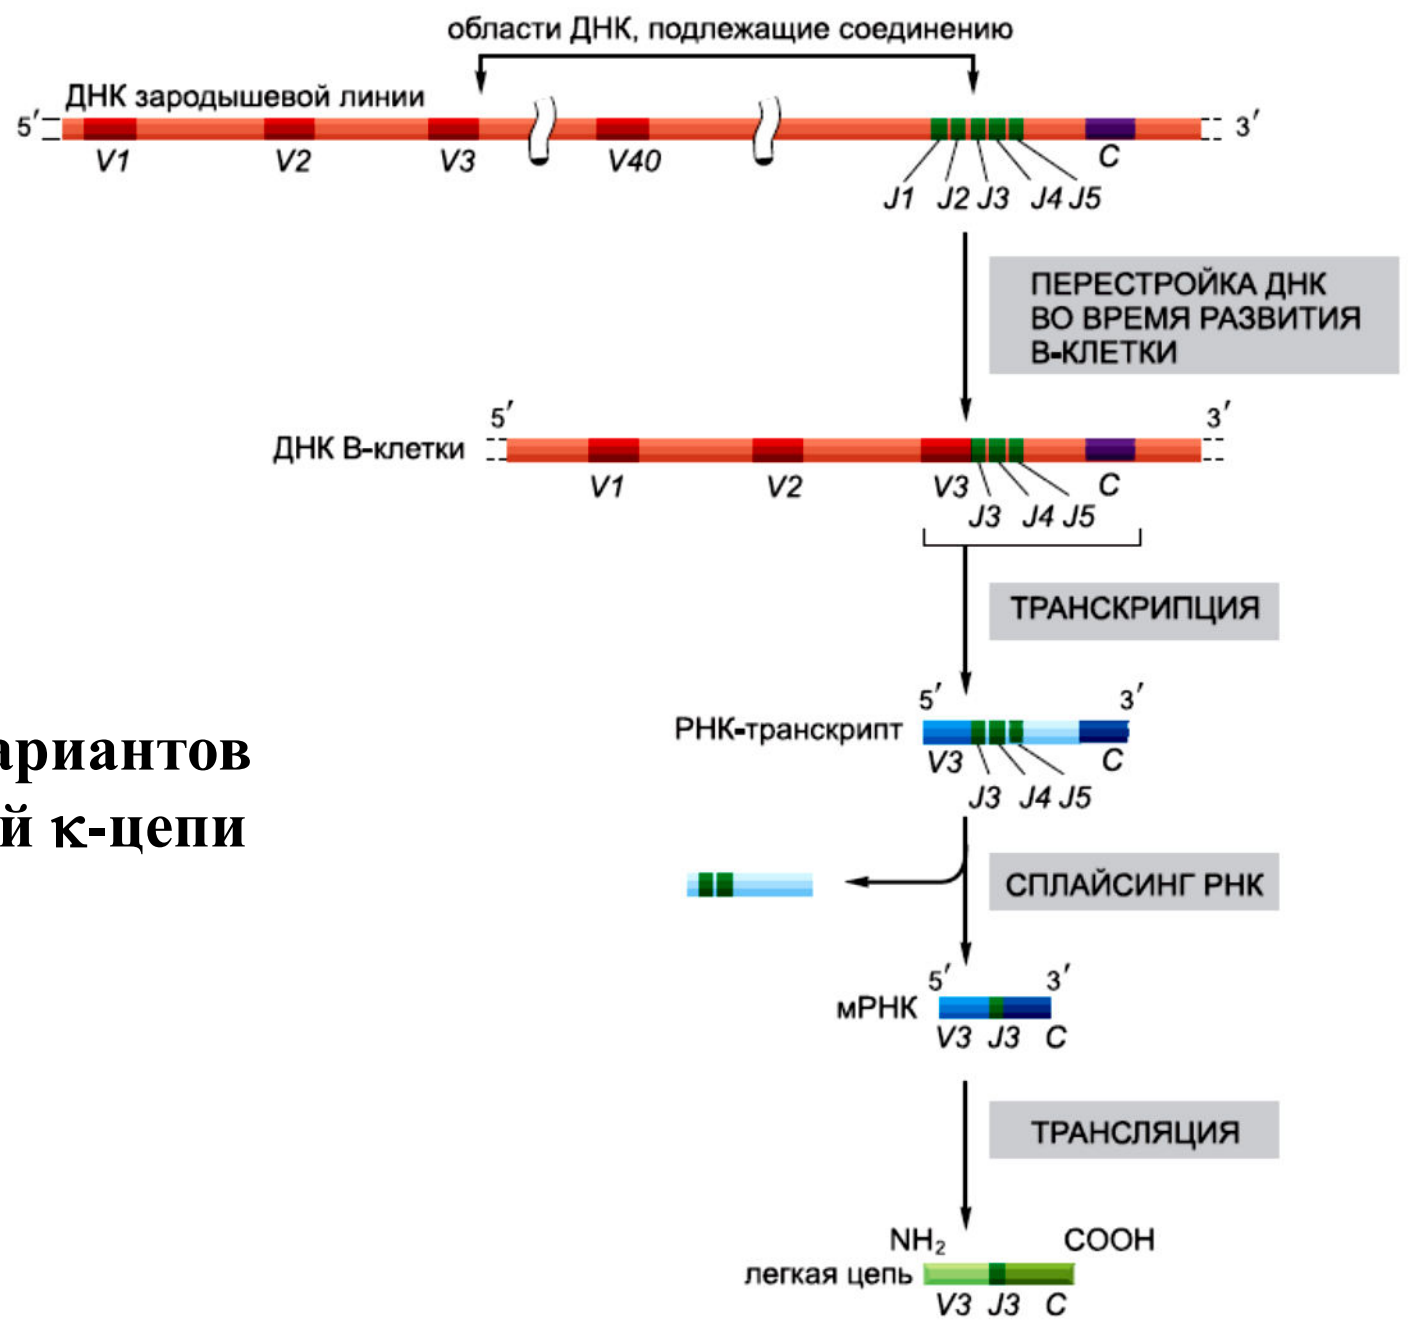 области ДНК, подлежащие соединению
ДНК зародышевой линии
5′ 3′
V1 V2 V3 V40 C
J1 J2 J3 J4 J5
ПЕРЕСТРОЙКА ДНК
ВО ВРЕМЯ РАЗВИТИЯ
В-КЛЕТКИ
5′ 3′
ДНК В-клетки
V1 V2 V3 C
J3 J4 J5
ТРАНСКРИПЦИЯ
5′ 3′
РНК-транскрипт
V3 C
J3 J4 J5
ариантов
й κ-цепи
СПЛАЙСИНГ РНК
5′ 3′
мРНК
V3 J3 C
ТРАНСЛЯЦИЯ
NH₂ COOH
легкая цепь
V3 J3 C